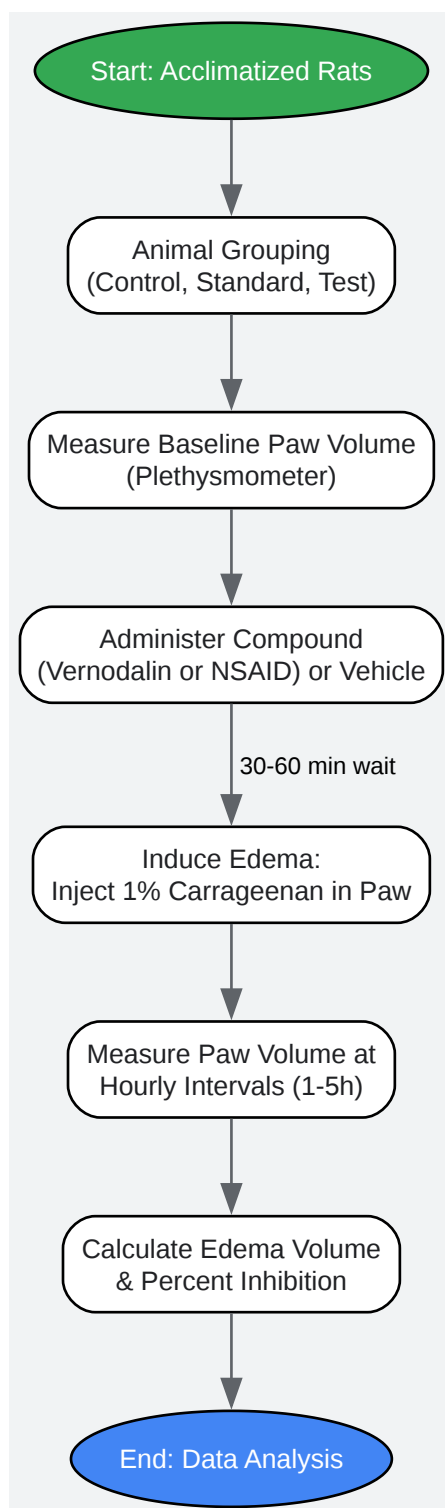 Start: Acclimatized Rats
Animal Grouping
(Control, Standard, Test)
Measure Baseline Paw Volume
(Plethysmometer)
Administer Compound
(Vernodalin or NSAID) or Vehicle
30-60 min wait
Induce Edema:
Inject 1% Carrageenan in Paw
Measure Paw Volume at
Hourly Intervals (1-5h)
Calculate Edema Volume
& Percent Inhibition
End: Data Analysis